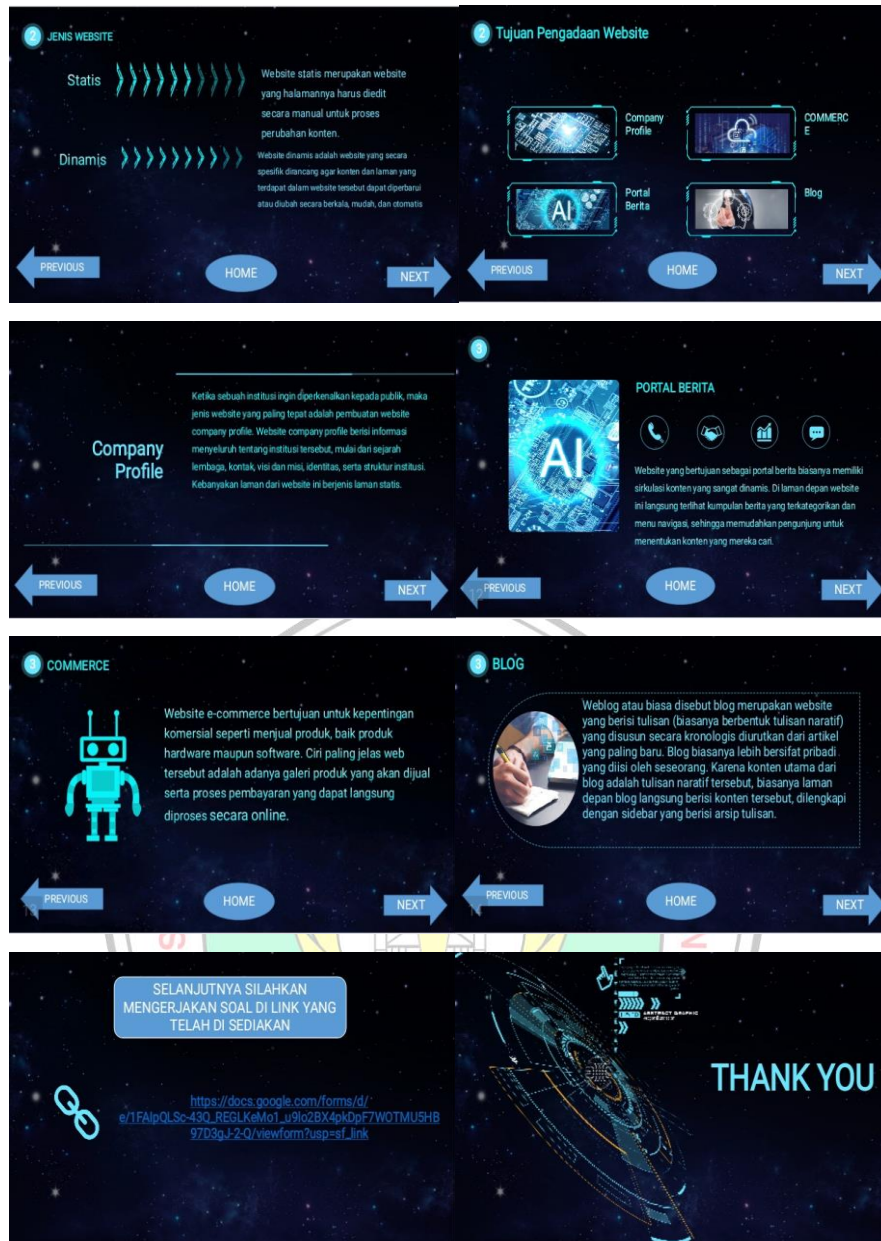 2 JENIS WEBSITE
Statis
Website statis merupakan website
yang halamannya harus diedit
secara manual untuk proses
perubahan konten.
Dinamis
Website dinamis adalah website yang secara
spesifik dirancang agar konten dan laman yang
terdapat dalam website tersebut dapat diperbarui
atau diubah secara berkala, mudah, dan otomatis
PREVIOUS
HOME
NEXT
2 Tujuan Pengadaan Website
Company
Profile
COMMERC
E
AI
Portal
Berita
Blog
PREVIOUS
HOME
NEXT
Company
Profile
Ketika sebuah institusi ingin diperkenalkan kepada publik, maka
jenis website yang paling tepat adalah pembuatan website
company profile. Website company profile berisi informasi
menyeluruh tentang institusi tersebut, mulai dari sejarah
lembaga, kontak, visi dan misi, identitas, serta struktur institusi.
Kebanyakan laman dari website ini berjenis laman statis.
PREVIOUS
HOME
NEXT
3
AI
PORTAL BERITA
Website yang bertujuan sebagai portal berita biasanya memiliki
sirkulasi konten yang sangat dinamis. Di laman depan website
ini langsung terlihat kumpulan berita yang terkategorikan dan
menu navigasi, sehingga memudahkan pengunjung untuk
menentukan konten yang mereka cari.
12
PREVIOUS
HOME
NEXT
3 COMMERCE
Website e-commerce bertujuan untuk kepentingan
komersial seperti menjual produk, baik produk
hardware maupun software. Ciri paling jelas web
tersebut adalah adanya galeri produk yang akan dijual
serta proses pembayaran yang dapat langsung
diproses secara online.
13
PREVIOUS
HOME
NEXT
3 BLOG
Weblog atau biasa disebut blog merupakan website
yang berisi tulisan (biasanya berbentuk tulisan naratif)
yang disusun secara kronologis diurutkan dari artikel
yang paling baru. Blog biasanya lebih bersifat pribadi
yang diisi oleh seseorang. Karena konten utama dari
blog adalah tulisan naratif tersebut, biasanya laman
depan blog langsung berisi konten tersebut, dilengkapi
dengan sidebar yang berisi arsip tulisan.
PREVIOUS
HOME
NEXT
SELANJUTNYA SILAHKAN
MENGERJAKAN SOAL DI LINK YANG
TELAH DI SEDIAKAN
https://docs.google.com/forms/d/
e/1FAIpQLSc-43Q_REGLKeMo1_u9Io2BX4pkDpF7WOTMU5HB
97D3gJ-2-Q/viewform?usp=sf_link
ABSTRACT GRAPHIC
THANK YOU